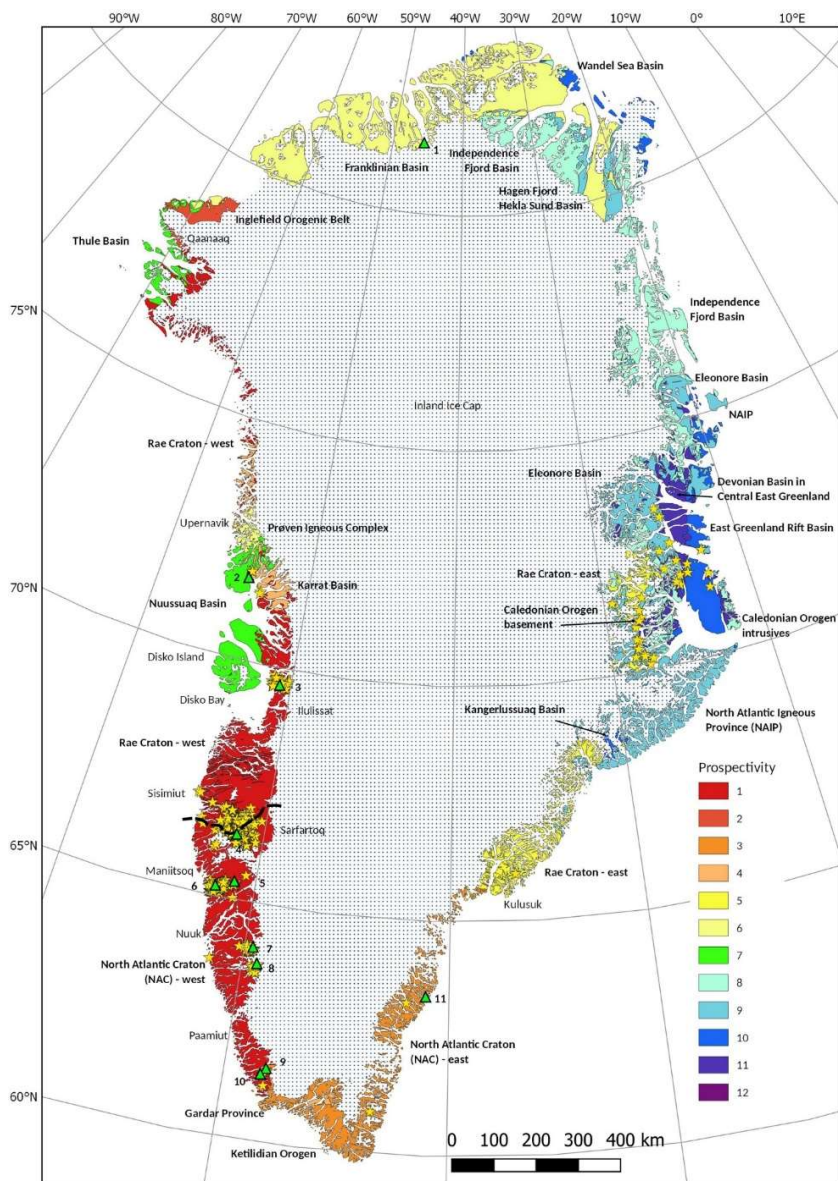 90°W 80°W 70°W 60°W 50°W 40°W 30°W 20°W 10°W 0° 10°E
Wandel Sea Basin
1
Franklinian Basin
Independence
Fjord Basin
Hagen Fjord
Hekla Sund Basin
Inglefield Orogenic Belt
Thule Basin
Qaanaaq
75°N
Independence
Fjord Basin
Eleonore Basin
Inland Ice Cap
NAIP
Rae Craton - west
Eleonore Basin
Devonian Basin in
Central East Greenland
Upernavik
Prøven Igneous Complex
East Greenland Rift Basin
2
Karrat Basin
Rae Craton - east
70°N
Nuussuaq Basin
Caledonian Orogen
basement
Caledonian Orogen
intrusives
Disko Island
3
Disko Bay
Ilulissat
Kangerlussuaq Basin
North Atlantic Igneous
Province (NAIP)
Rae Craton - west
Prospectivity
1
2
3
4
5
6
7
8
9
10
11
12
Sisimiut
Sarfartoq
4
65°N
Maniitsoq
5
6
Rae Craton - east
Kulusuk
Nuuk
7
8
North Atlantic Craton
(NAC) - west
11
Paamiut
North Atlantic Craton
(NAC) - east
9
10
60°N
Gardar Province
Ketilidian Orogen
0 100 200 300 400 km